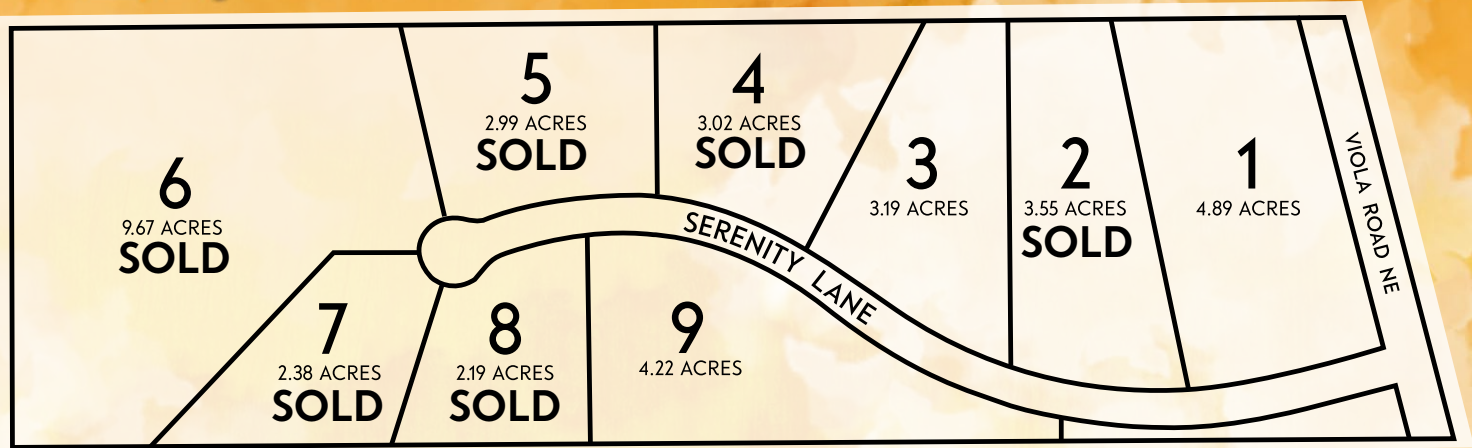 6
9.67 ACRES
SOLD
5
2.99 ACRES
SOLD
4
3.02 ACRES
SOLD
3
3.19 ACRES
2
3.55 ACRES
SOLD
1
4.89 ACRES
VIOLA ROAD NE
SERENITY LANE
7
2.38 ACRES
SOLD
8
2.19 ACRES
SOLD
9
4.22 ACRES